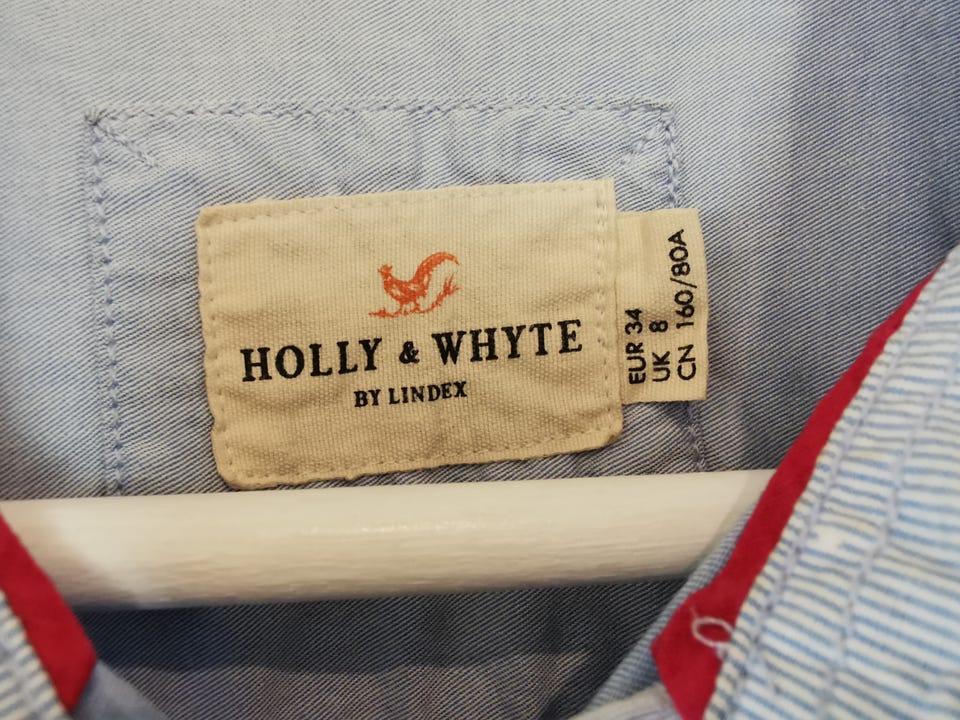 HOLLY & WHYTE
BY LINDEX
EUR 34
UK 8
CN 160/80A